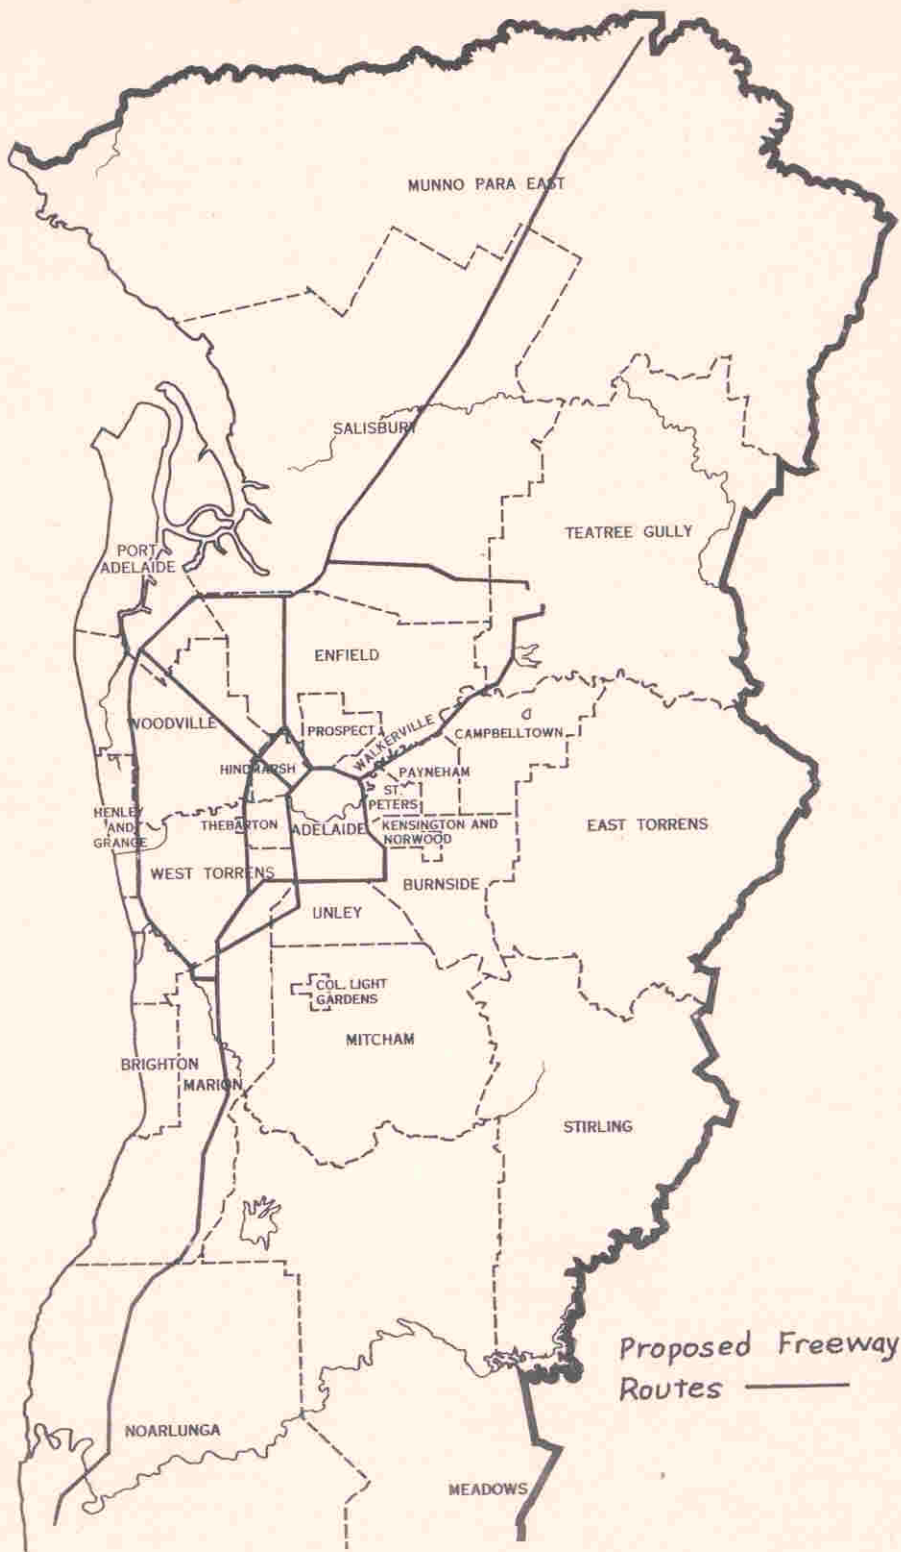 MUNNO PARA EAST
SALISBURY
TEATREE GULLY
PORT
ADELAIDE
ENFIELD
WOODVILLE
PROSPECT
WALKERVILLE
CAMPBELLTOWN
HINDMARSH
PAYNEHAM
ST.
PETERS
HENLEY
AND
GRANGE
THEBARTON
ADELAIDE
KENSINGTON AND
NORWOOD
EAST TORRENS
WEST TORRENS
BURNSIDE
UNLEY
COL. LIGHT
GARDENS
MITCHAM
BRIGHTON
MARION
STIRLING
Proposed Freeway
Routes
NOARLUNGA
MEADOWS